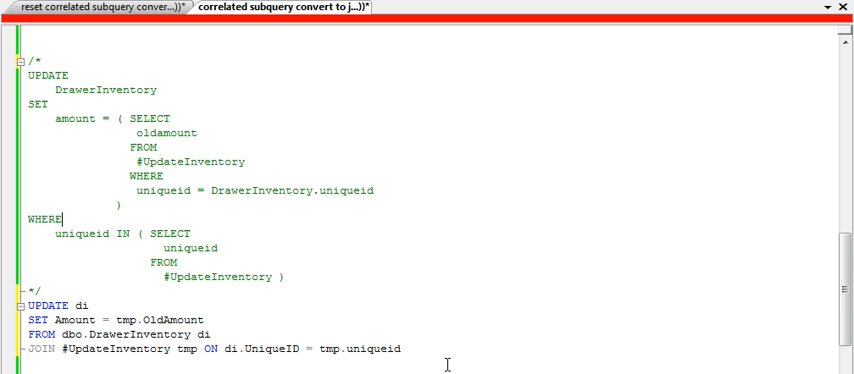 reset correlated subquery conver...))* correlated subquery convert to j...))*
/*
UPDATE
DrawerInventory
SET
amount = ( SELECT
oldamount
FROM
#UpdateInventory
WHERE
uniqueid = DrawerInventory.uniqueid
)
WHERE
uniqueid IN ( SELECT
uniqueid
FROM
#UpdateInventory )
*/
UPDATE di
SET Amount = tmp.OldAmount
FROM dbo.DrawerInventory di
JOIN #UpdateInventory tmp ON di.UniqueID = tmp.uniqueid